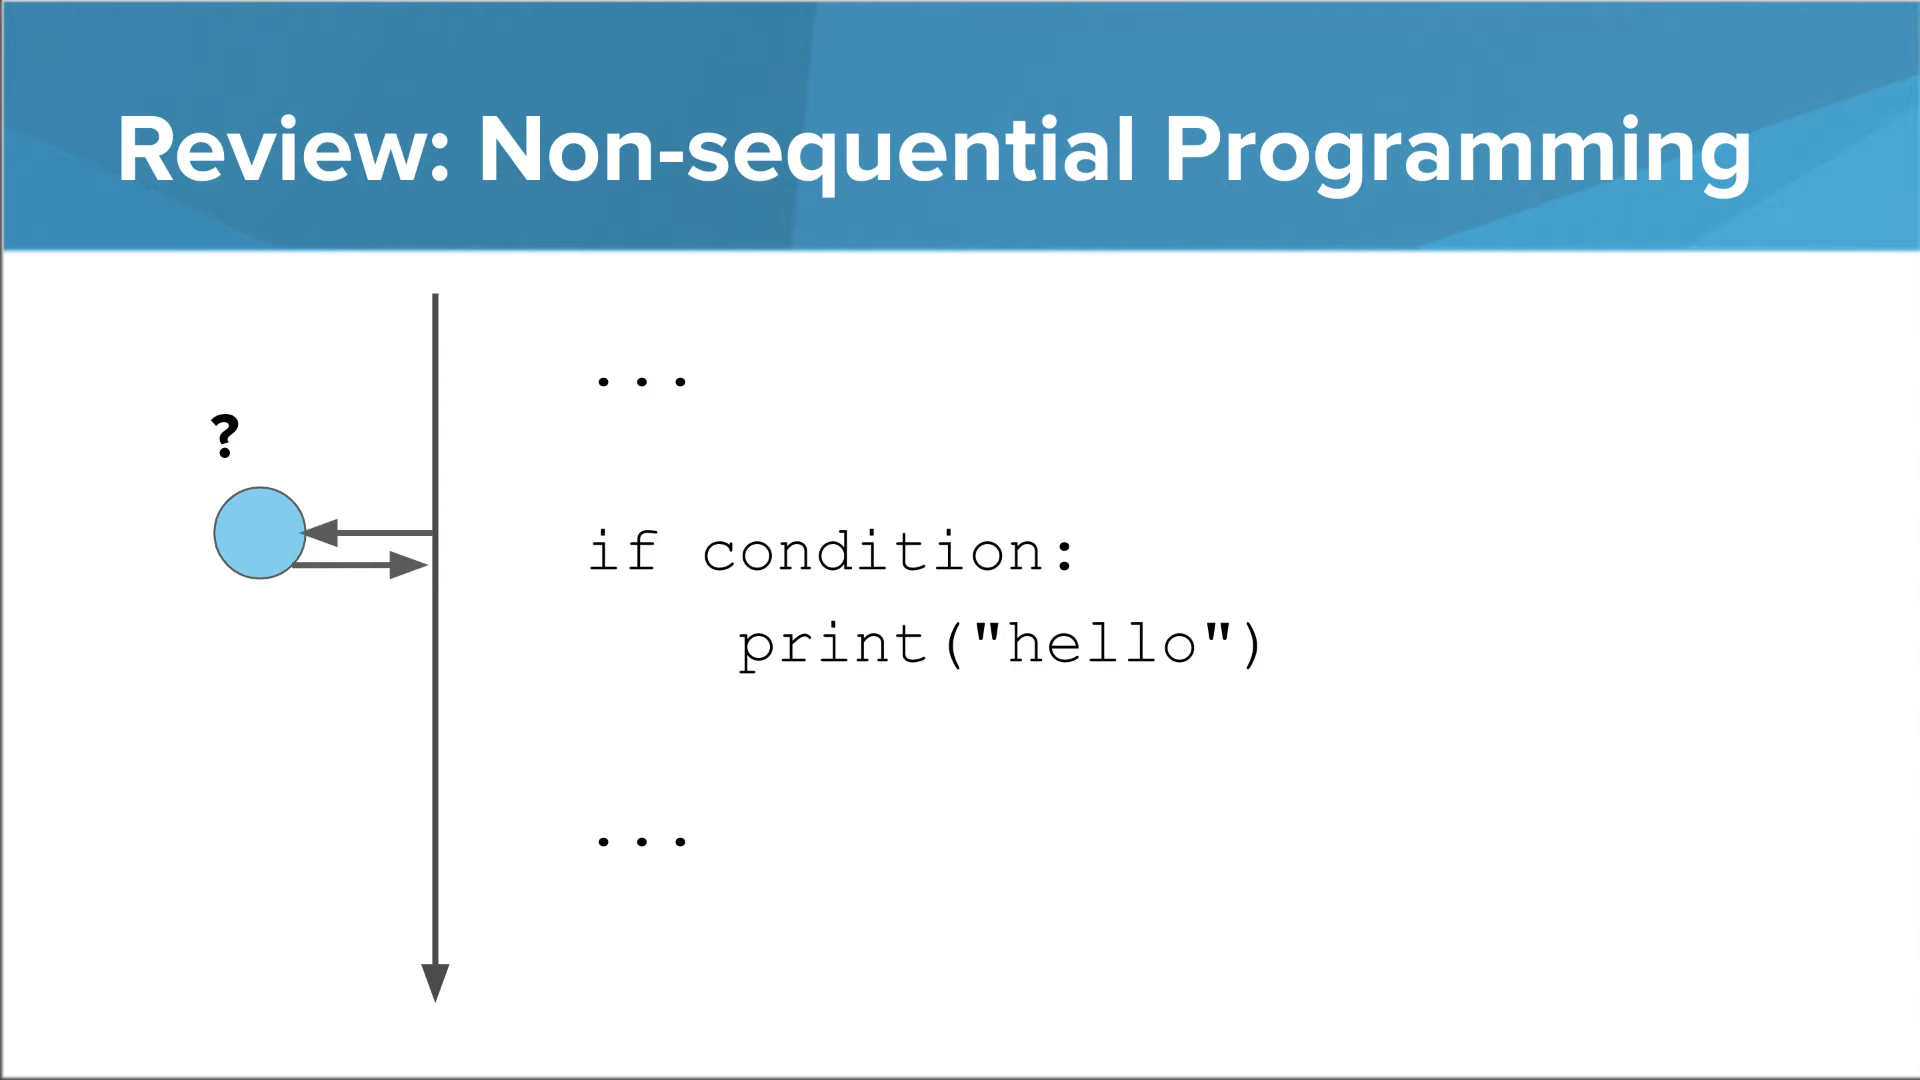 Review: Non-sequential Programming
...
?
if condition:
    print("hello")
...